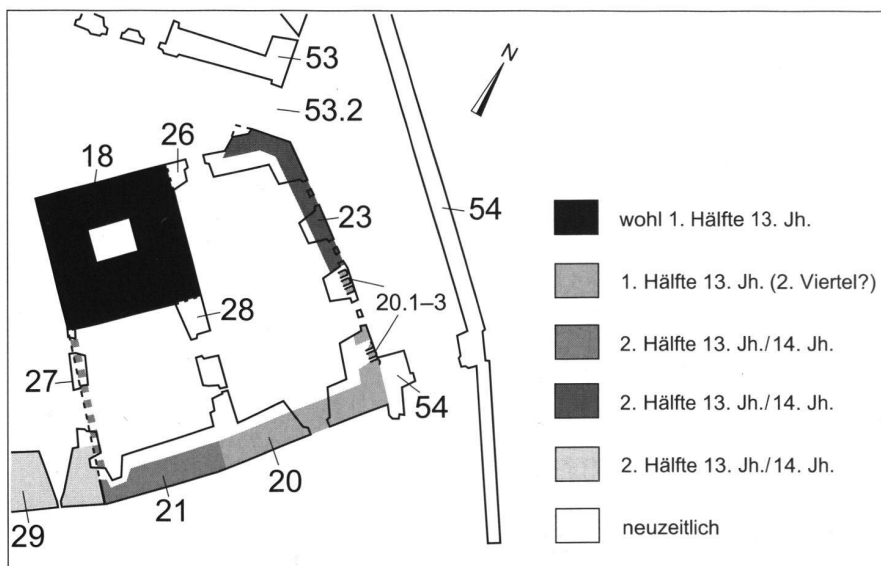 53
N
53.2
26
18
23
54
wohl 1. Hälfte 13. Jh.
1. Hälfte 13. Jh. (2. Viertel?)
20.1–3
28
2. Hälfte 13. Jh./14. Jh.
27
54
2. Hälfte 13. Jh./14. Jh.
20
2. Hälfte 13. Jh./14. Jh.
21
29
neuzeitlich